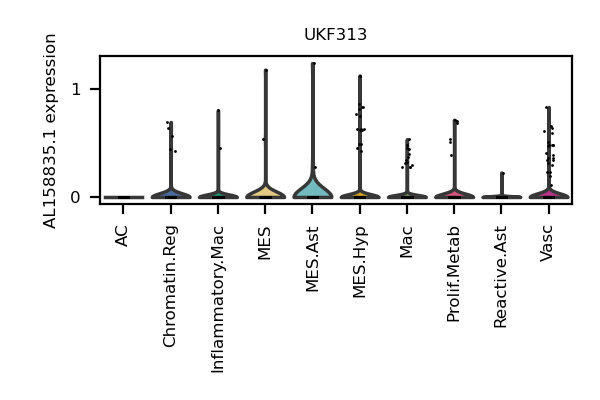 UKF313
AL158835.1 expression
1
0
AC
Chromatin.Reg
Inflammatory.Mac
MES
MES.Ast
MES.Hyp
Mac
Prolif.Metab
Reactive.Ast
Vasc